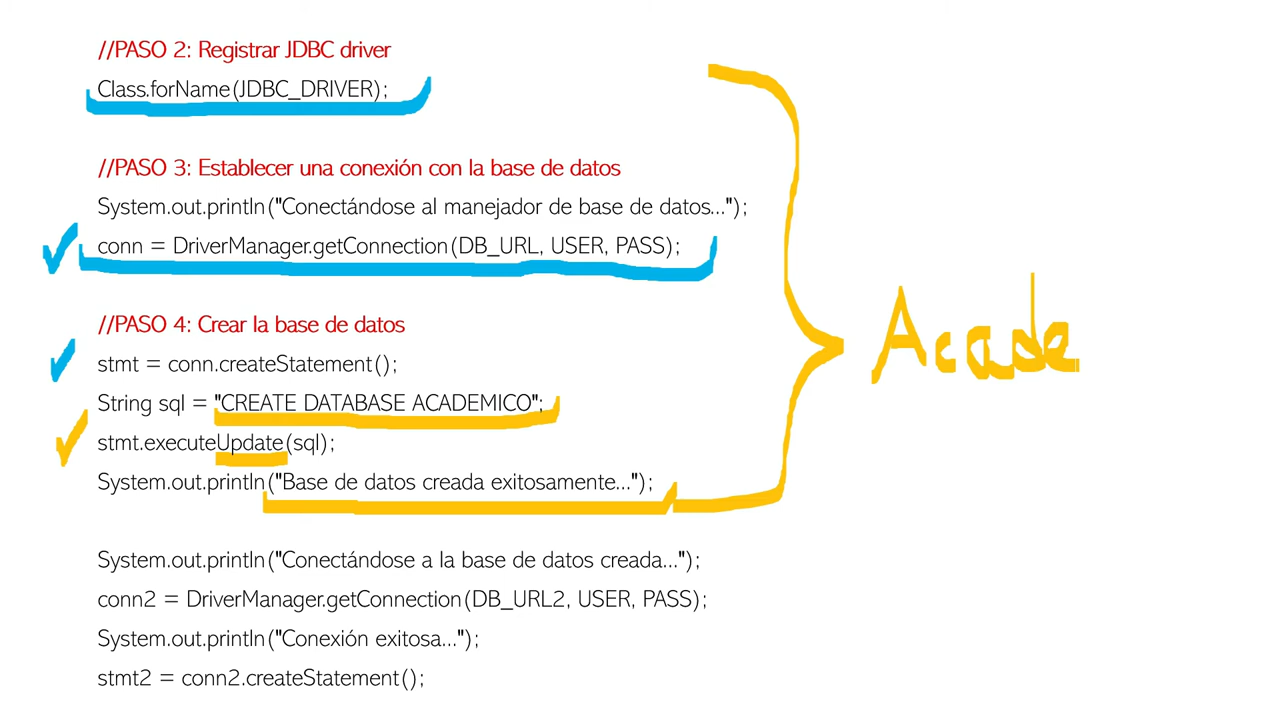 //PASO 2: Registrar JDBC driver
Class.forName(JDBC_DRIVER);
//PASO 3: Establecer una conexión con la base de datos
System.out.println("Conectándose al manejador de base de datos...");
conn = DriverManager.getConnection(DB_URL, USER, PASS);
//PASO 4: Crear la base de datos
stmt = conn.createStatement();
String sql = "CREATE DATABASE ACADEMICO";
stmt.executeUpdate(sql);
System.out.println("Base de datos creada exitosamente...");
System.out.println("Conectándose a la base de datos creada...");
conn2 = DriverManager.getConnection(DB_URL2, USER, PASS);
System.out.println("Conexión exitosa...");
stmt2 = conn2.createStatement();
Acade